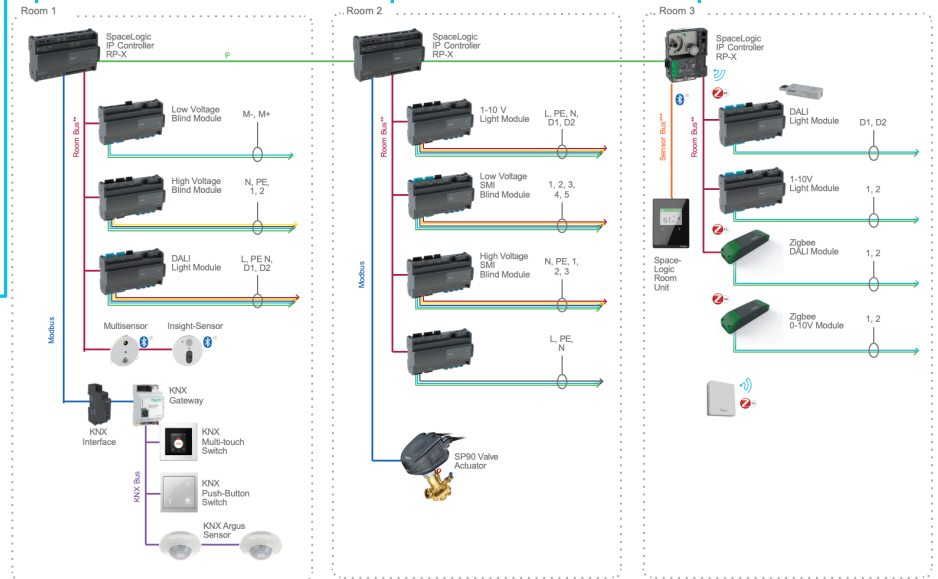 Room 1
SpaceLogic
IP Controller
RP-X
IP
Room Bus**
Low Voltage
Blind Module
M-, M+
High Voltage
Blind Module
N, PE,
1, 2
DALI
Light Module
L, PE N,
D1, D2
Modbus
Multisensor
Insight-Sensor
KNX
Interface
KNX
Gateway
KNX Bus
KNX
Multi-touch
Switch
KNX
Push-Button
Switch
KNX Argus
Sensor
Room 2
SpaceLogic
IP Controller
RP-X
Room Bus**
1-10 V
Light Module
L, PE, N,
D1, D2
Low Voltage
SMI
Blind Module
1, 2, 3,
4, 5
High Voltage
SMI
Blind Module
N, PE, 1,
2, 3
Modbus
L, PE,
N
SP90 Valve
Actuator
Room 3
SpaceLogic
IP Controller
RP-X
Sensor Bus***
Room Bus**
DALI
Light Module
D1, D2
1-10V
Light Module
1, 2
Space-
Logic
Room
Unit
Zigbee
DALI Module
1, 2
Zigbee
0-10V Module
1, 2